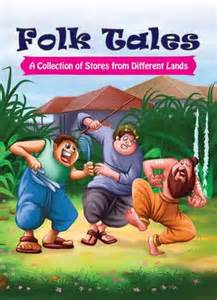 Folk Tales
A Collection of Stores from Different Lands